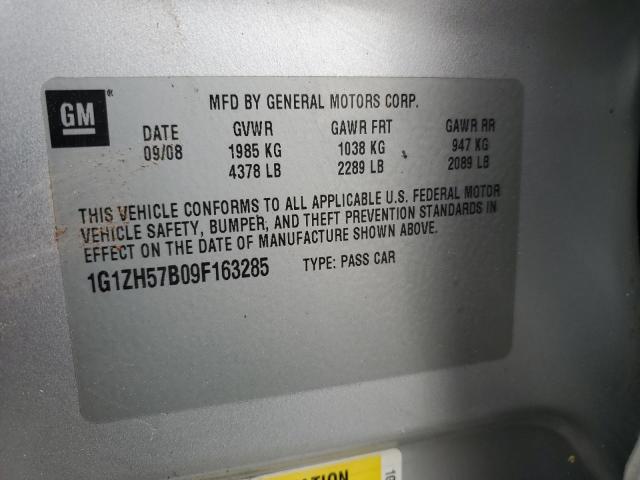 GM®
MFD BY GENERAL MOTORS CORP.
DATE GVWR GAWR FRT GAWR RR
09/08 1985 KG 1038 KG 947 KG
4378 LB 2289 LB 2089 LB
THIS VEHICLE CONFORMS TO ALL APPLICABLE U.S. FEDERAL MOTOR
VEHICLE SAFETY, BUMPER, AND THEFT PREVENTION STANDARDS IN
EFFECT ON THE DATE OF MANUFACTURE SHOWN ABOVE.
1G1ZH57B09F163285 TYPE: PASS CAR